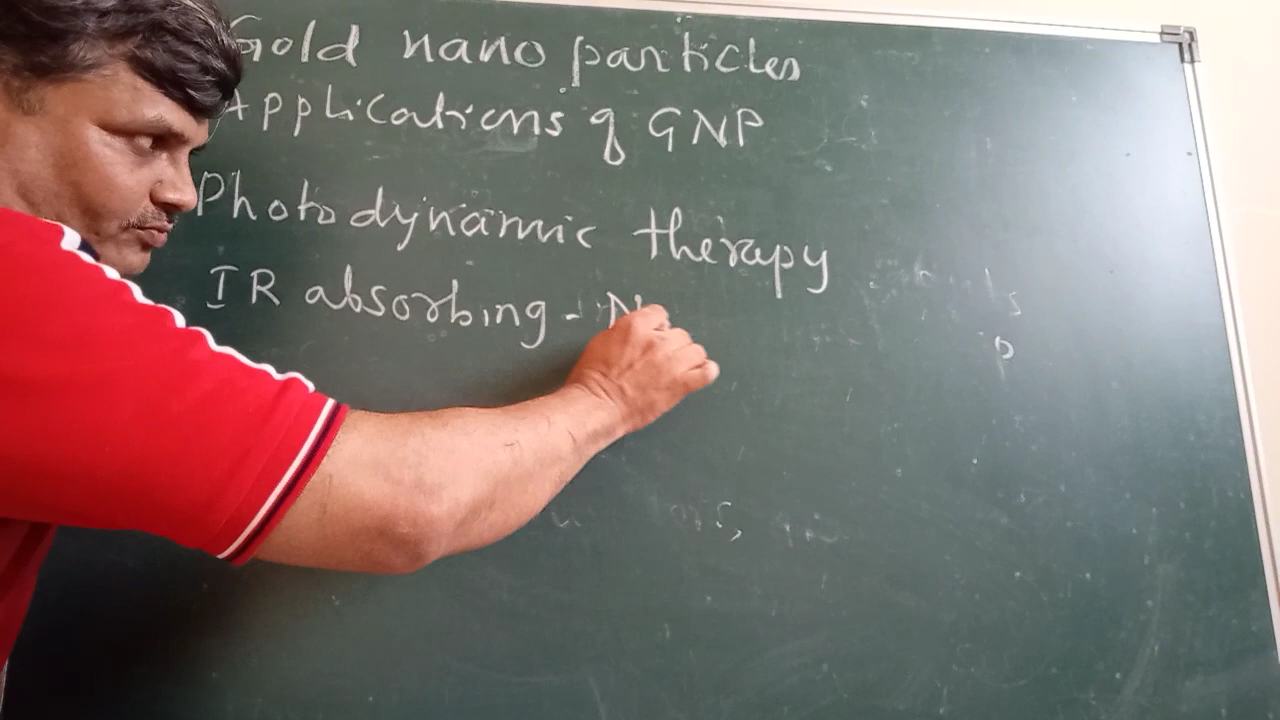 Gold nano particles
Applications of GNP
Photodynamic therapy
IR absorbing - N